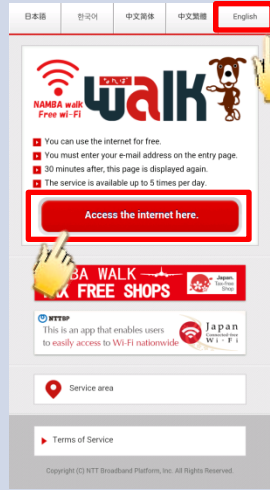 日本語 한국어 中文简体 中文繁體 English
NAMBA walk
Free wi-Fi
なんば
walk
You can use the internet for free.
You must enter your e-mail address on the entry page.
30 minutes after, this page is displayed again.
The service is available up to 5 times per day.
Access the internet here.
BA WALK
FREE SHOPS
Japan.
Tax-free
Shop
NTTBP
This is an app that enables users
to easily access to Wi-Fi nationwide
Japan
Connected-free
Wi-Fi
Service area
Terms of Service
Copyright (C) NTT Broadband Platform, Inc. All Rights Reserved.